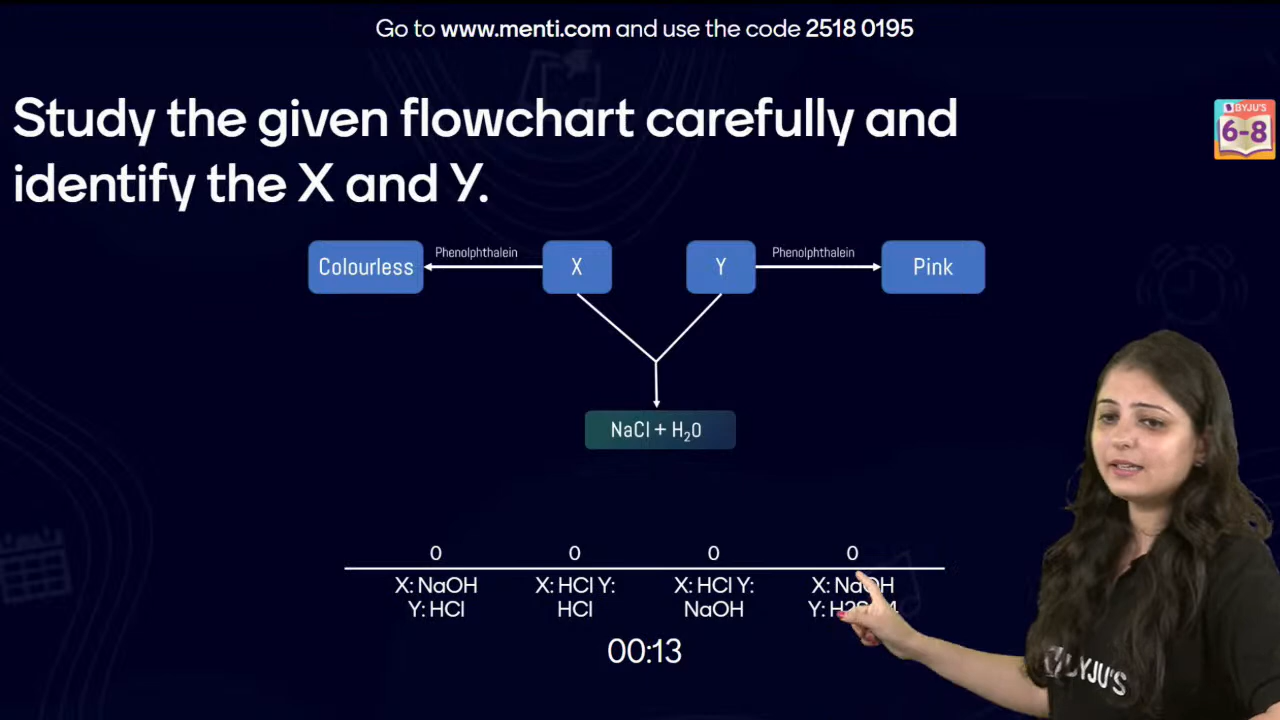 Go to www.menti.com and use the code 2518 0195
Study the given flowchart carefully and
identify the X and Y.
BYJU'S
6-8
Colourless
Phenolphthalein
X
Y
Phenolphthalein
Pink
NaCl + H₂O
0
0
0
0
X: NaOH
Y: HCl
X: HCl Y:
HCl
X: HCl Y:
NaOH
X: NaOH
Y:
00:13
BYJU'S